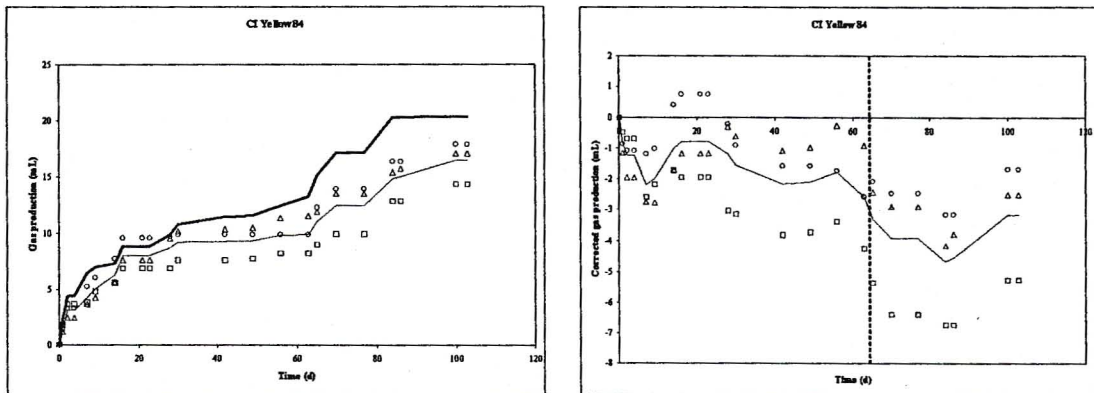 CI Yellow 84
Gas production (mL)
25
20
15
10
5
0
0 20 40 60 80 100 120
Time (d)
CI Yellow 84
Corrected gas production (mL)
2
1
0
-1
-2
-3
-4
-5
-6
-7
-8
20 40 60 80 100 120
Time (d)